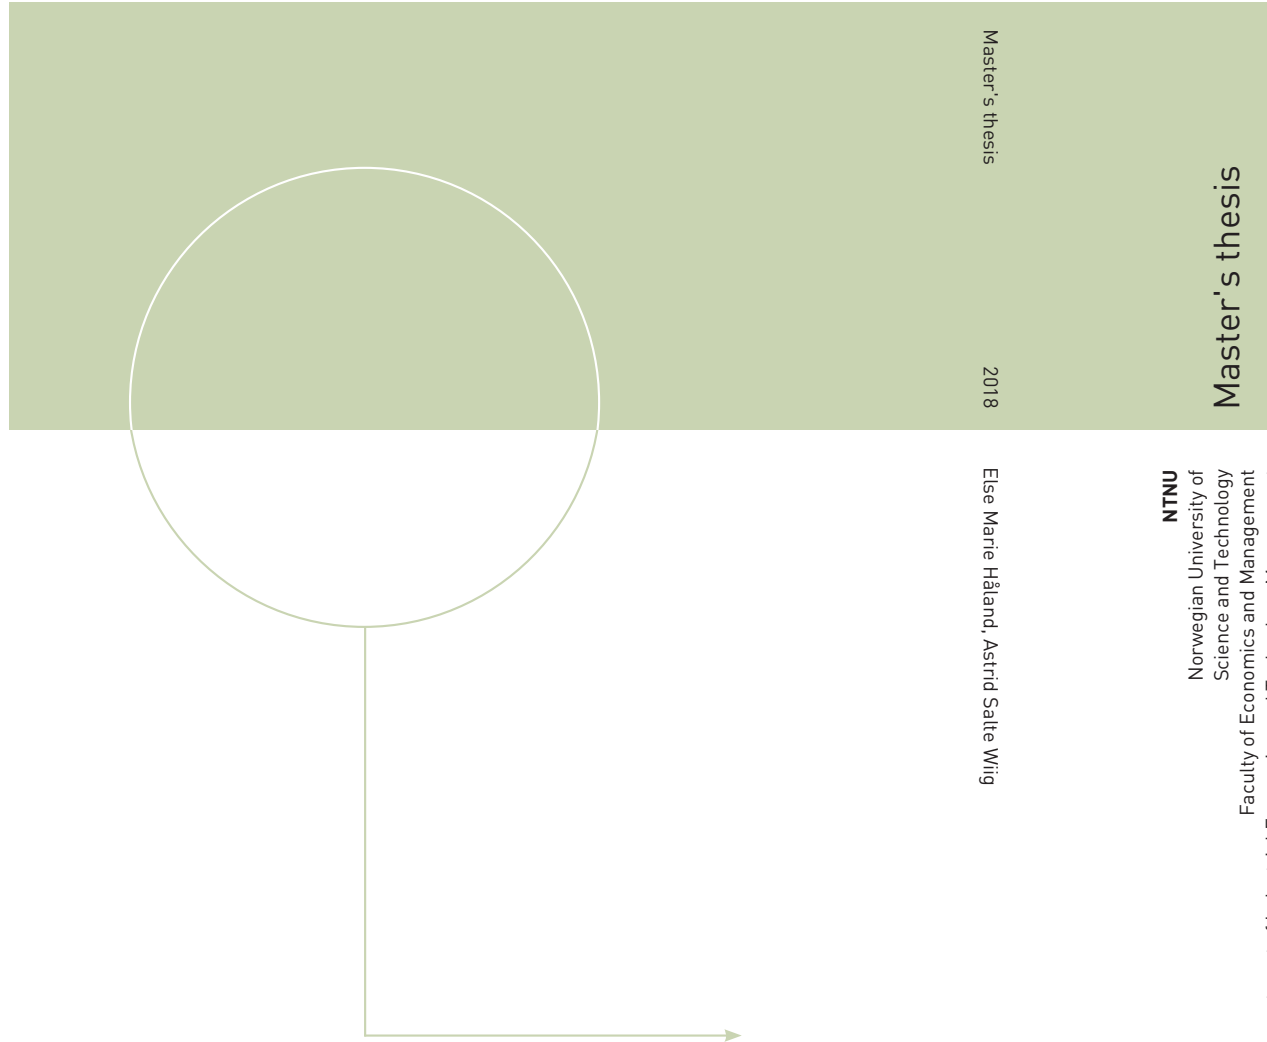 Master's thesis
2018
Else Marie Håland, Astrid Salte Wiig
Master's thesis
NTNU
Norwegian University of
Science and Technology
Faculty of Economics and Management